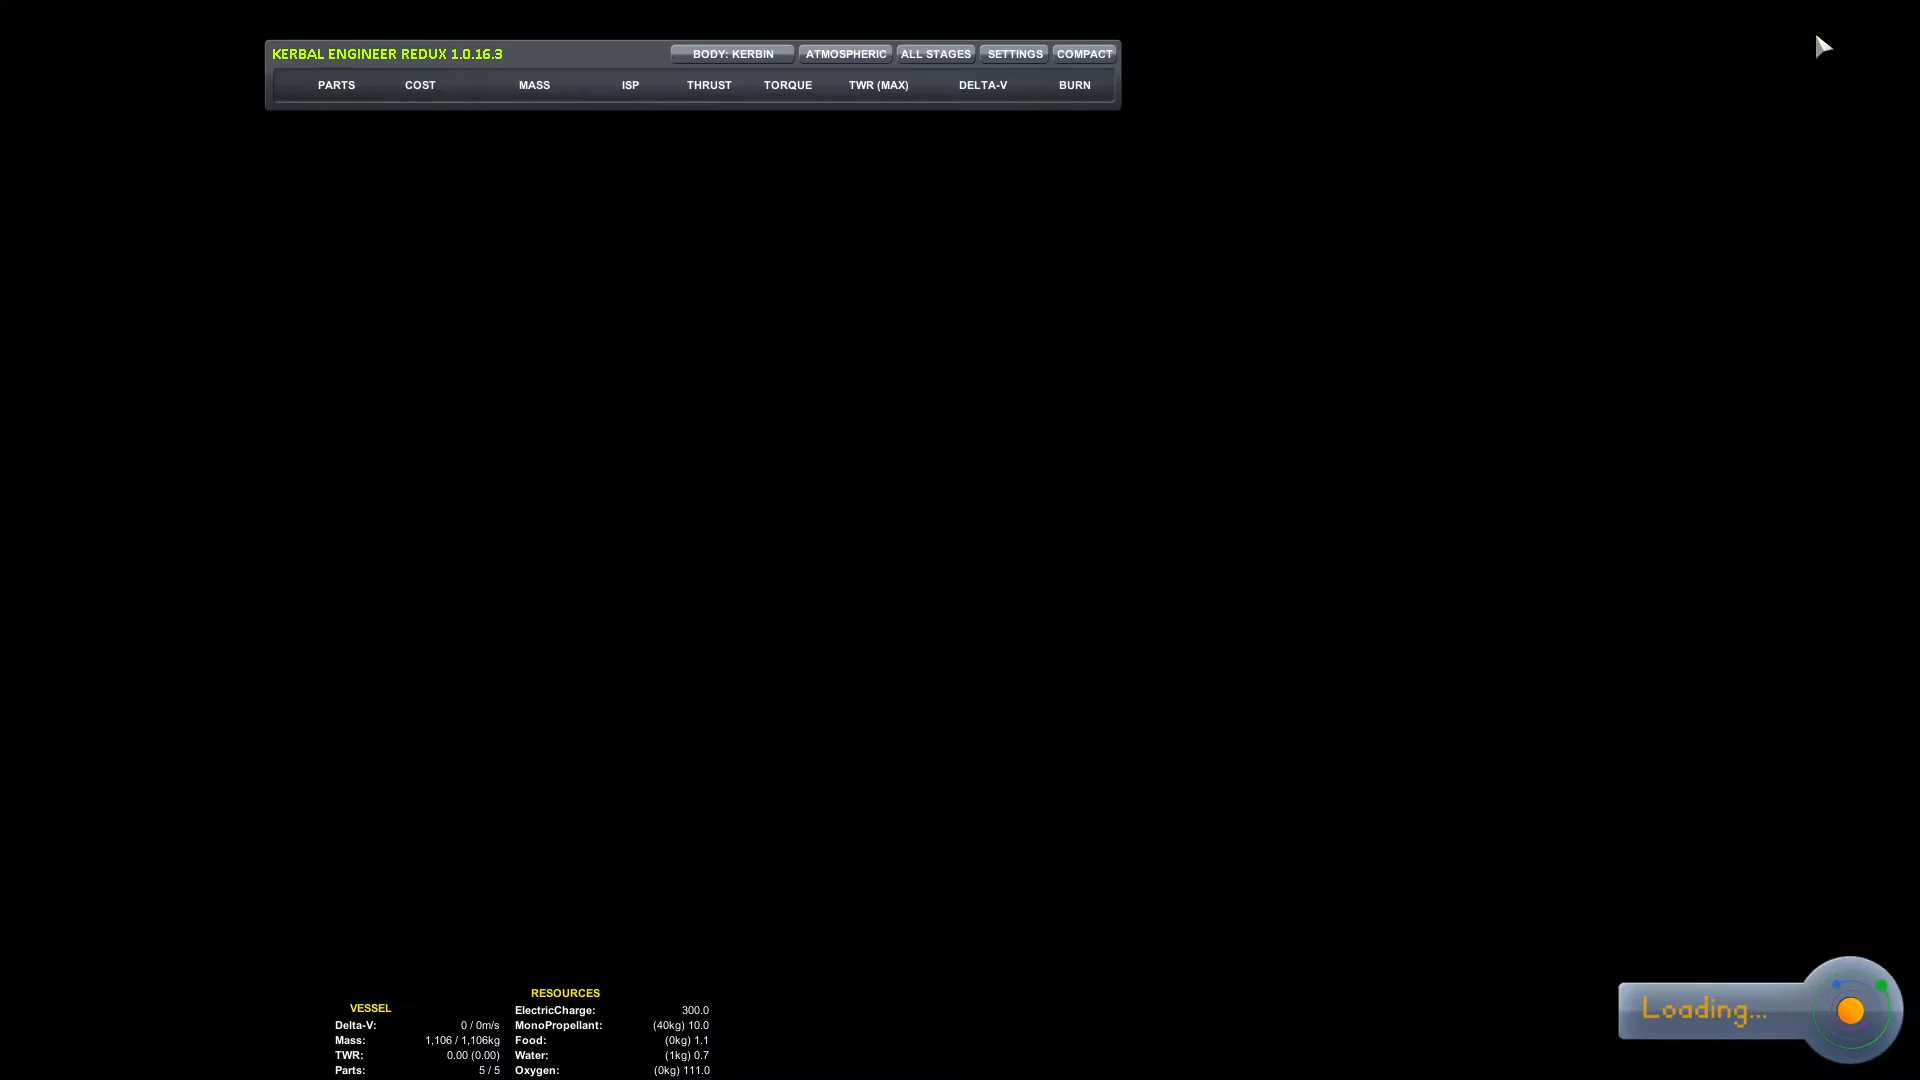 KERBAL ENGINEER REDUX 1.0.16.3 BODY: KERBIN ATMOSPHERIC ALL STAGES SETTINGS COMPACT
PARTS COST MASS ISP THRUST TORQUE TWR (MAX) DELTA-V BURN
RESOURCES
VESSEL ElectricCharge: 300.0
Delta-V: 0 / 0m/s MonoPropellant: (40kg) 10.0
Mass: 1,106 / 1,106kg Food: (0kg) 1.1
TWR: 0.00 (0.00) Water: (1kg) 0.7
Parts: 5 / 5 Oxygen: (0kg) 111.0
Loading...